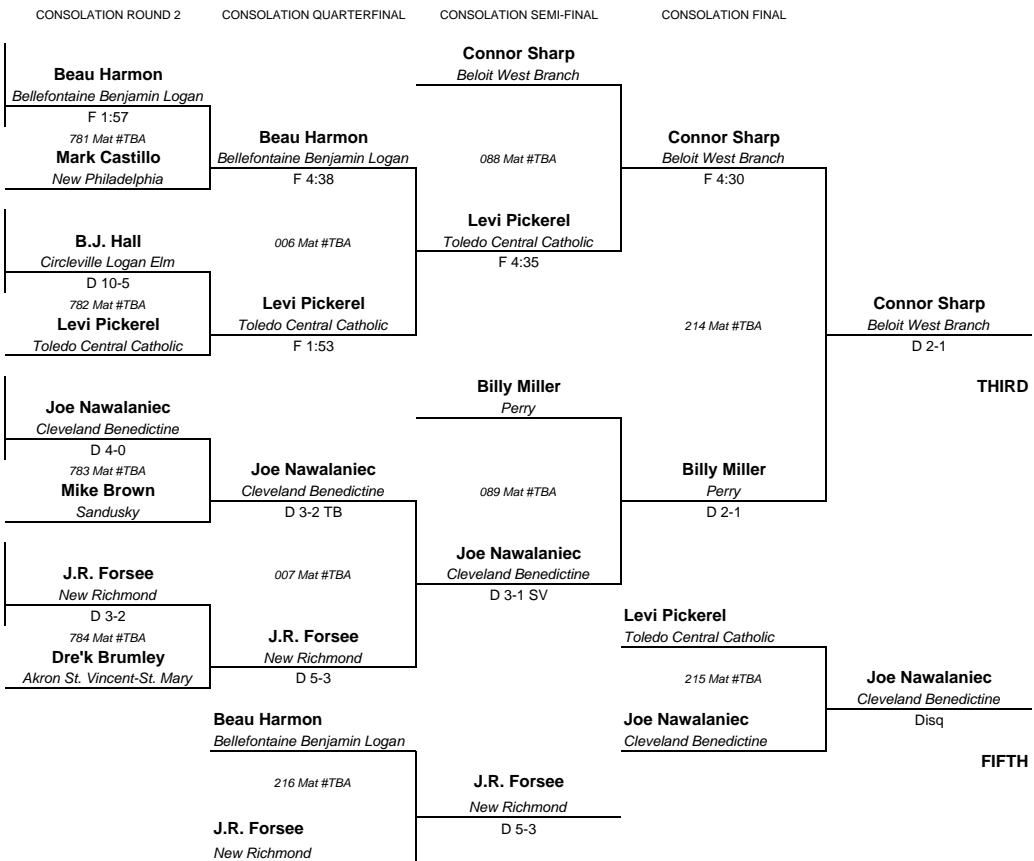 CONSOLATION ROUND 2
CONSOLATION QUARTERFINAL
CONSOLATION SEMI-FINAL
CONSOLATION FINAL
Beau Harmon
Bellefontaine Benjamin Logan
F 1:57
781 Mat #TBA
Mark Castillo
New Philadelphia
B.J. Hall
Circleville Logan Elm
D 10-5
782 Mat #TBA
Levi Pickerel
Toledo Central Catholic
Joe Nawalaniec
Cleveland Benedictine
D 4-0
783 Mat #TBA
Mike Brown
Sandusky
J.R. Forsee
New Richmond
D 3-2
784 Mat #TBA
Dre'k Brumley
Akron St. Vincent-St. Mary
Beau Harmon
Bellefontaine Benjamin Logan
F 4:38
006 Mat #TBA
Levi Pickerel
Toledo Central Catholic
F 1:53
Joe Nawalaniec
Cleveland Benedictine
D 3-2 TB
007 Mat #TBA
J.R. Forsee
New Richmond
D 5-3
Beau Harmon
Bellefontaine Benjamin Logan
216 Mat #TBA
J.R. Forsee
New Richmond
Connor Sharp
Beloit West Branch
088 Mat #TBA
Levi Pickerel
Toledo Central Catholic
F 4:35
Billy Miller
Perry
089 Mat #TBA
Joe Nawalaniec
Cleveland Benedictine
D 3-1 SV
J.R. Forsee
New Richmond
D 5-3
Connor Sharp
Beloit West Branch
F 4:30
214 Mat #TBA
Billy Miller
Perry
D 2-1
Levi Pickerel
Toledo Central Catholic
215 Mat #TBA
Joe Nawalaniec
Cleveland Benedictine
Connor Sharp
Beloit West Branch
D 2-1
THIRD
Joe Nawalaniec
Cleveland Benedictine
Disq
FIFTH